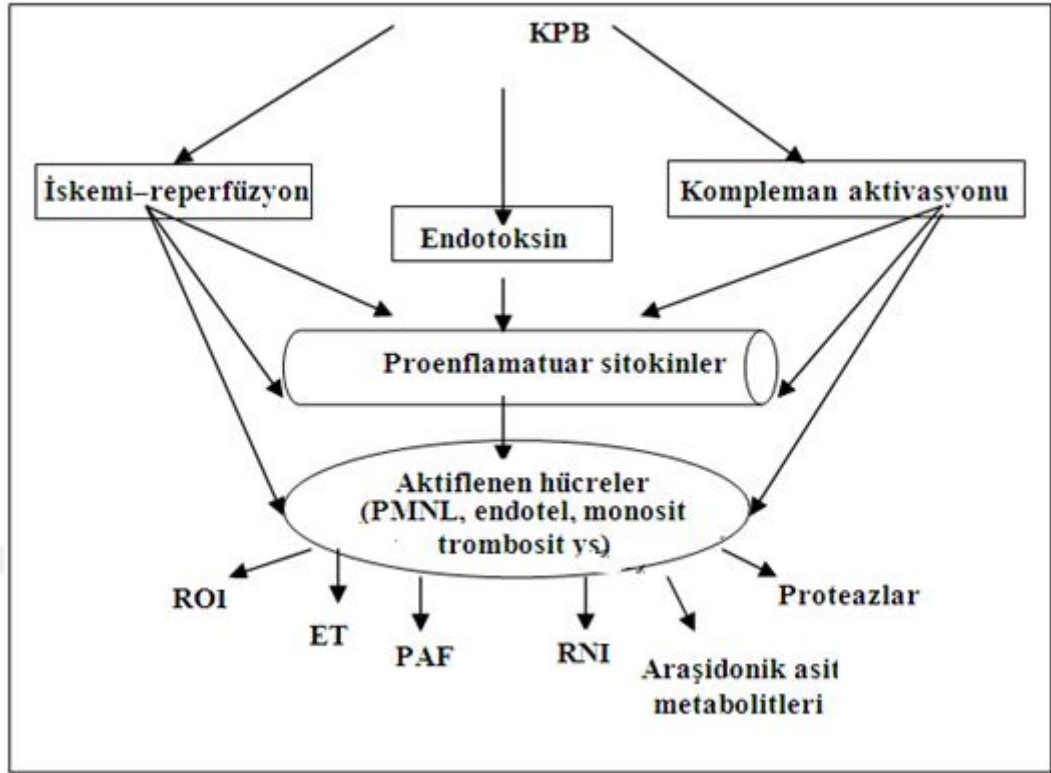 KPB
İskemi–reperfüzyon
Kompleman aktivasyonu
Endotoksin
Proenflamatuar sitokinler
Aktiflenen hücreler
(PMNL, endotel, monosit
trombosit vs)
ROI
ET
PAF
RNI
Araşidonik asit
metabolitleri
Proteazlar